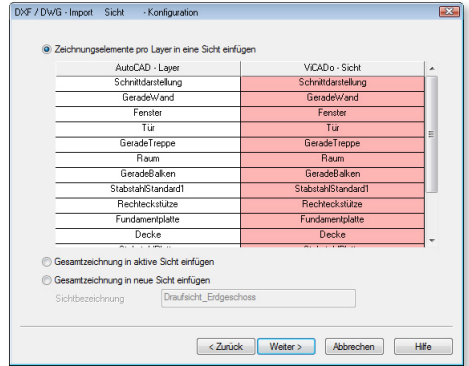 DXF / DWG - Import Sicht - Konfiguration
Zeichnungselemente pro Layer in eine Sicht einfügen
AutoCAD - Layer ViCADo - Sicht
Schnittdarstellung Schnittdarstellung
GeradeWand GeradeWand
Fenster Fenster
Tür Tür
GeradeTreppe GeradeTreppe
Raum Raum
GeradeBalken GeradeBalken
StabstahlStandard1 StabstahlStandard1
Rechteckstütze Rechteckstütze
Fundamentplatte Fundamentplatte
Decke Decke
Gesamtzeichnung in aktive Sicht einfügen
Gesamtzeichnung in neue Sicht einfügen
Sichtbezeichnung Draufsicht_Erdgeschoss
< Zurück Weiter > Abbrechen Hilfe